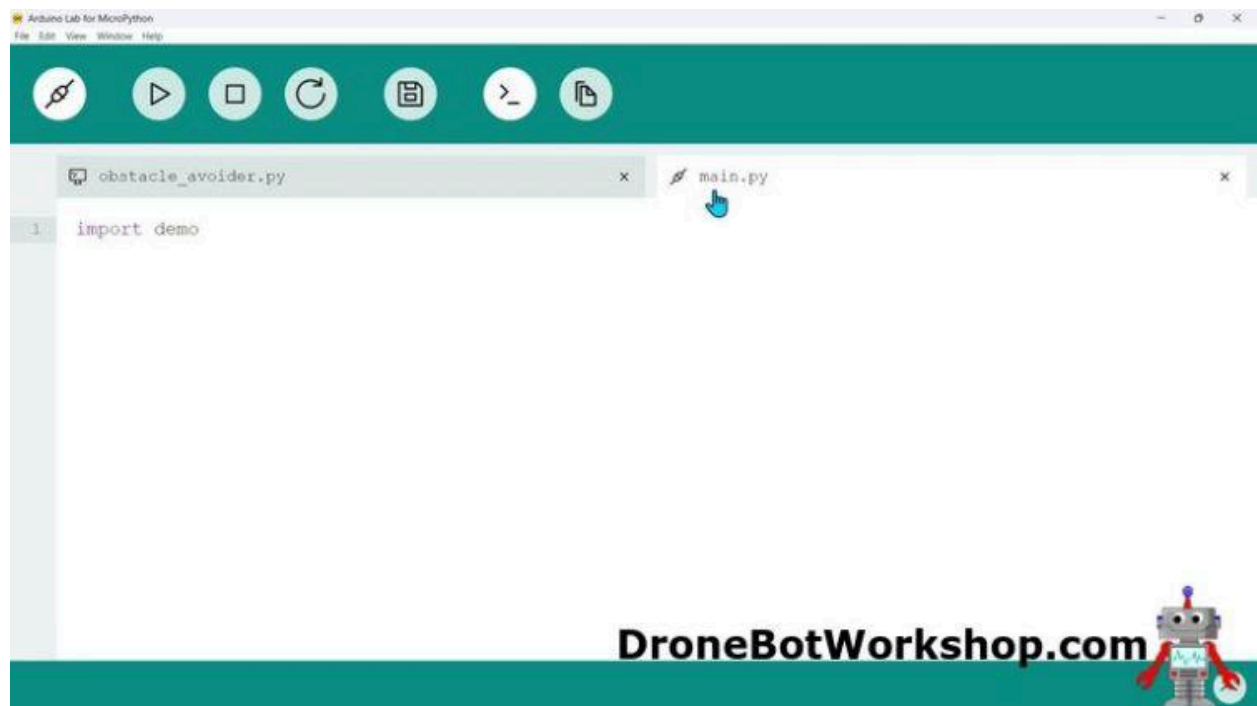 Arduino Lab for MicroPython
File Edit View Window Help
obstacle_avoider.py
main.py
1 import demo
DroneBotWorkshop.com